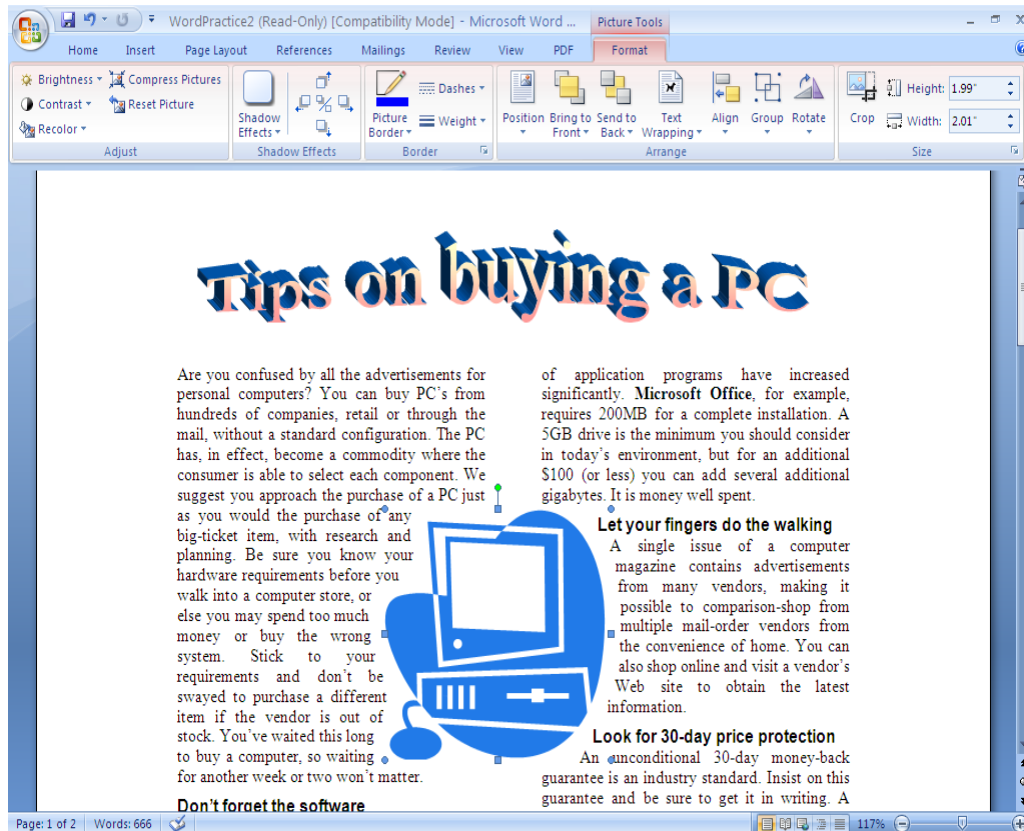 WordPractice2 (Read-Only) [Compatibility Mode] - Microsoft Word ...
Picture Tools
Home Insert Page Layout References Mailings Review View PDF Format
Brightness
Compress Pictures
Contrast
Reset Picture
Recolor
Adjust
Shadow
Effects
Shadow Effects
Picture
Border
Dashes
Weight
Border
Position
Bring to
Front
Send to
Back
Text
Wrapping
Align
Group
Rotate
Arrange
Crop
Height: 1.99"
Width: 2.01"
Size
Tips on buying a PC
Are you confused by all the advertisements for
personal computers? You can buy PC's from
hundreds of companies, retail or through the
mail, without a standard configuration. The PC
has, in effect, become a commodity where the
consumer is able to select each component. We
suggest you approach the purchase of a PC just
as you would the purchase of any
big-ticket item, with research and
planning. Be sure you know your
hardware requirements before you
walk into a computer store, or
else you may spend too much
money or buy the wrong
system. Stick to your
requirements and don't be
swayed to purchase a different
item if the vendor is out of
stock. You've waited this long
to buy a computer, so waiting
for another week or two won't matter.
Don't forget the software
of application programs have increased
significantly. Microsoft Office, for example,
requires 200MB for a complete installation. A
5GB drive is the minimum you should consider
in today's environment, but for an additional
$100 (or less) you can add several additional
gigabytes. It is money well spent.
Let your fingers do the walking
A single issue of a computer
magazine contains advertisements
from many vendors, making it
possible to comparison-shop from
multiple mail-order vendors from
the convenience of home. You can
also shop online and visit a vendor's
Web site to obtain the latest
information.
Look for 30-day price protection
An unconditional 30-day money-back
guarantee is an industry standard. Insist on this
guarantee and be sure to get it in writing. A
Page: 1 of 2 Words: 666 117%